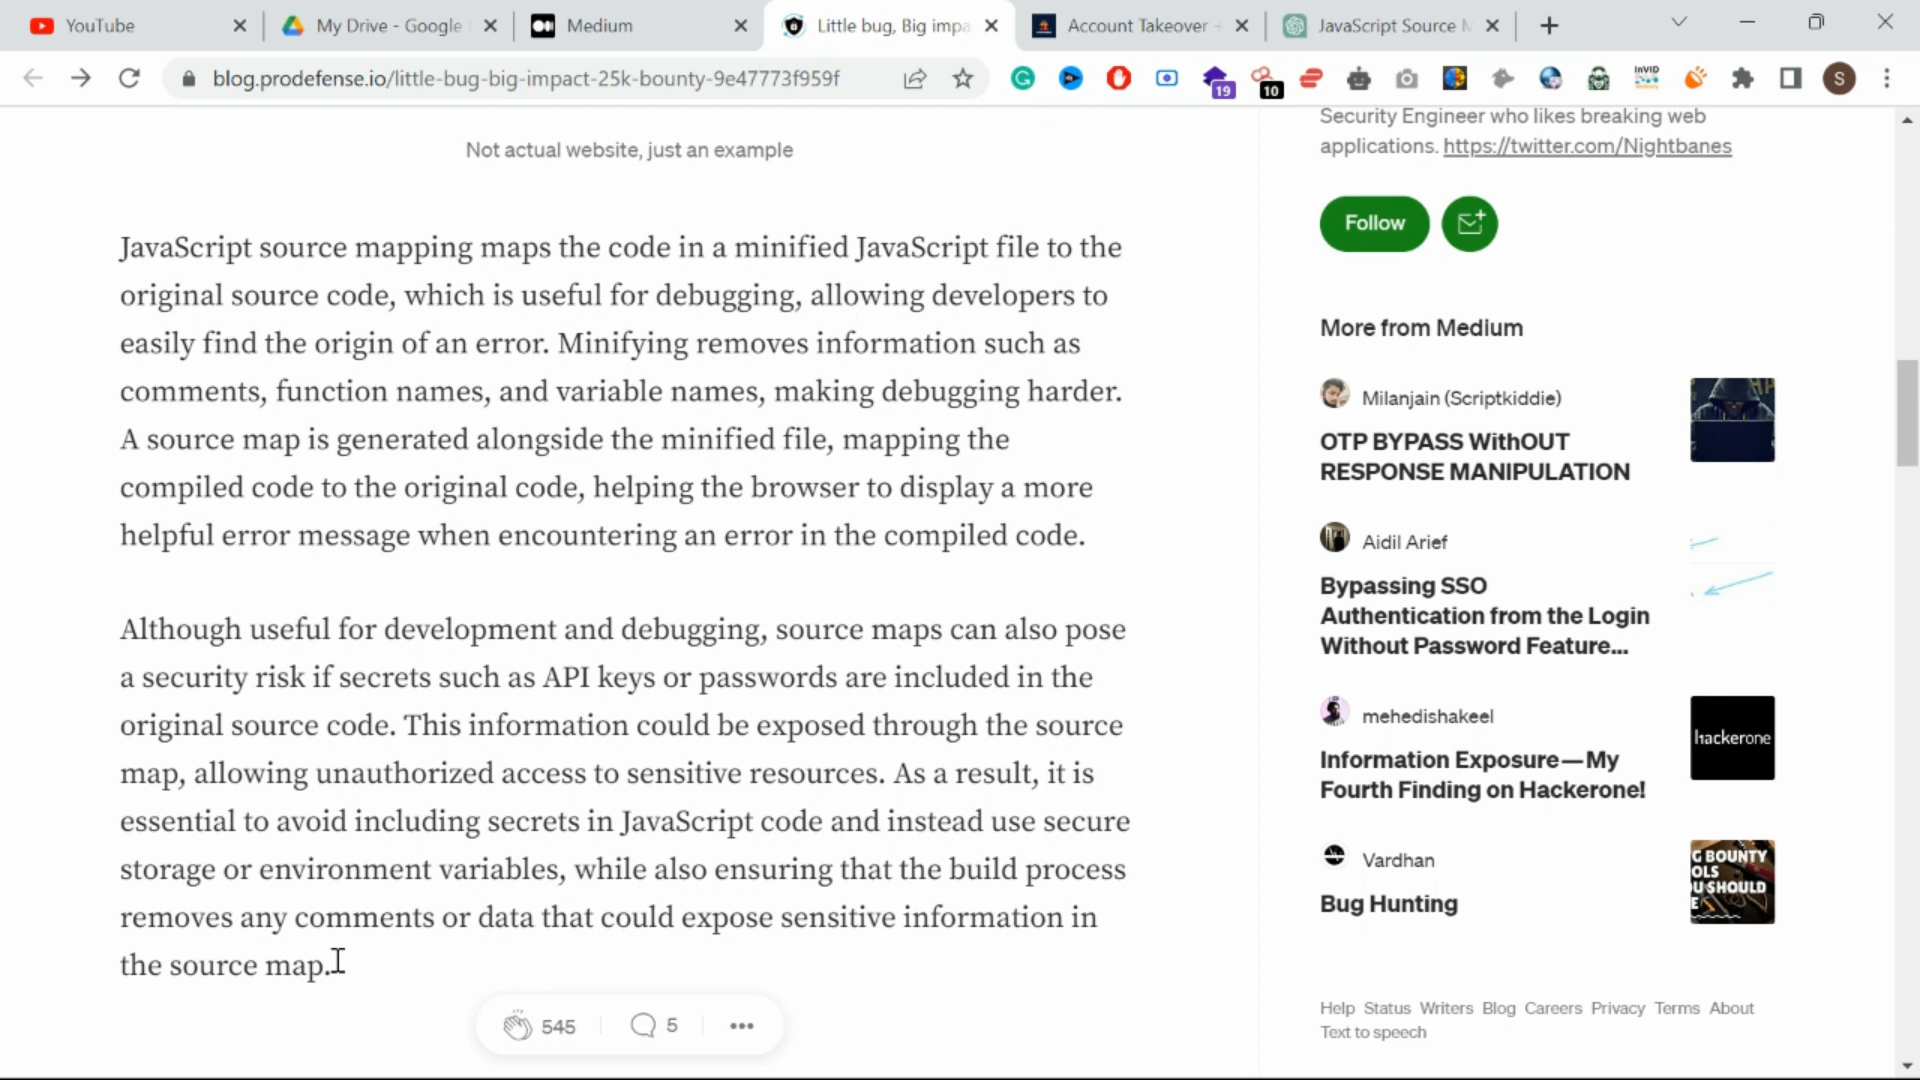 YouTube
My Drive - Google
Medium
Little bug, Big impa
Account Takeover -
JavaScript Source M
blog.prodefense.io/little-bug-big-impact-25k-bounty-9e47773f959f
19
10
InVID
S
Not actual website, just an example
JavaScript source mapping maps the code in a minified JavaScript file to the
original source code, which is useful for debugging, allowing developers to
easily find the origin of an error. Minifying removes information such as
comments, function names, and variable names, making debugging harder.
A source map is generated alongside the minified file, mapping the
compiled code to the original code, helping the browser to display a more
helpful error message when encountering an error in the compiled code.
Although useful for development and debugging, source maps can also pose
a security risk if secrets such as API keys or passwords are included in the
original source code. This information could be exposed through the source
map, allowing unauthorized access to sensitive resources. As a result, it is
essential to avoid including secrets in JavaScript code and instead use secure
storage or environment variables, while also ensuring that the build process
removes any comments or data that could expose sensitive information in
the source map.
545
5
Security Engineer who likes breaking web
applications. https://twitter.com/Nightbanes
Follow
More from Medium
Milanjain (Scriptkiddie)
OTP BYPASS WithOUT
RESPONSE MANIPULATION
Aidil Arief
Bypassing SSO
Authentication from the Login
Without Password Feature...
mehedishakeel
Information Exposure—My
Fourth Finding on Hackerone!
hackerone
Vardhan
Bug Hunting
G BOUNTY
OLS
U SHOULD
E
Help Status Writers Blog Careers Privacy Terms About
Text to speech